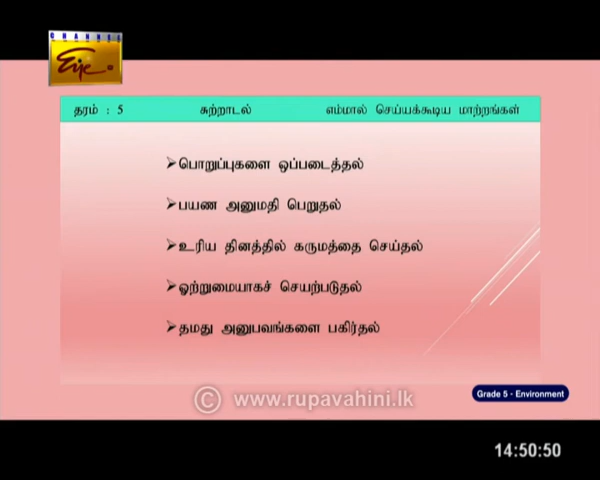 CHANNEL
Eye
தரம் : 5 சுற்றாடல் எம்மால் செய்யக்கூடிய மாற்றங்கள்
➢பொறுப்புகளை ஒப்படைத்தல்
➢பயண அனுமதி பெறுதல்
➢உரிய தினத்தில் கருமத்தை செய்தல்
➢ஒற்றுமையாகச் செயற்படுதல்
➢தமது அனுபவங்களை பகிர்தல்
Grade 5 - Environment
© www.rupavahini.lk
14:50:50